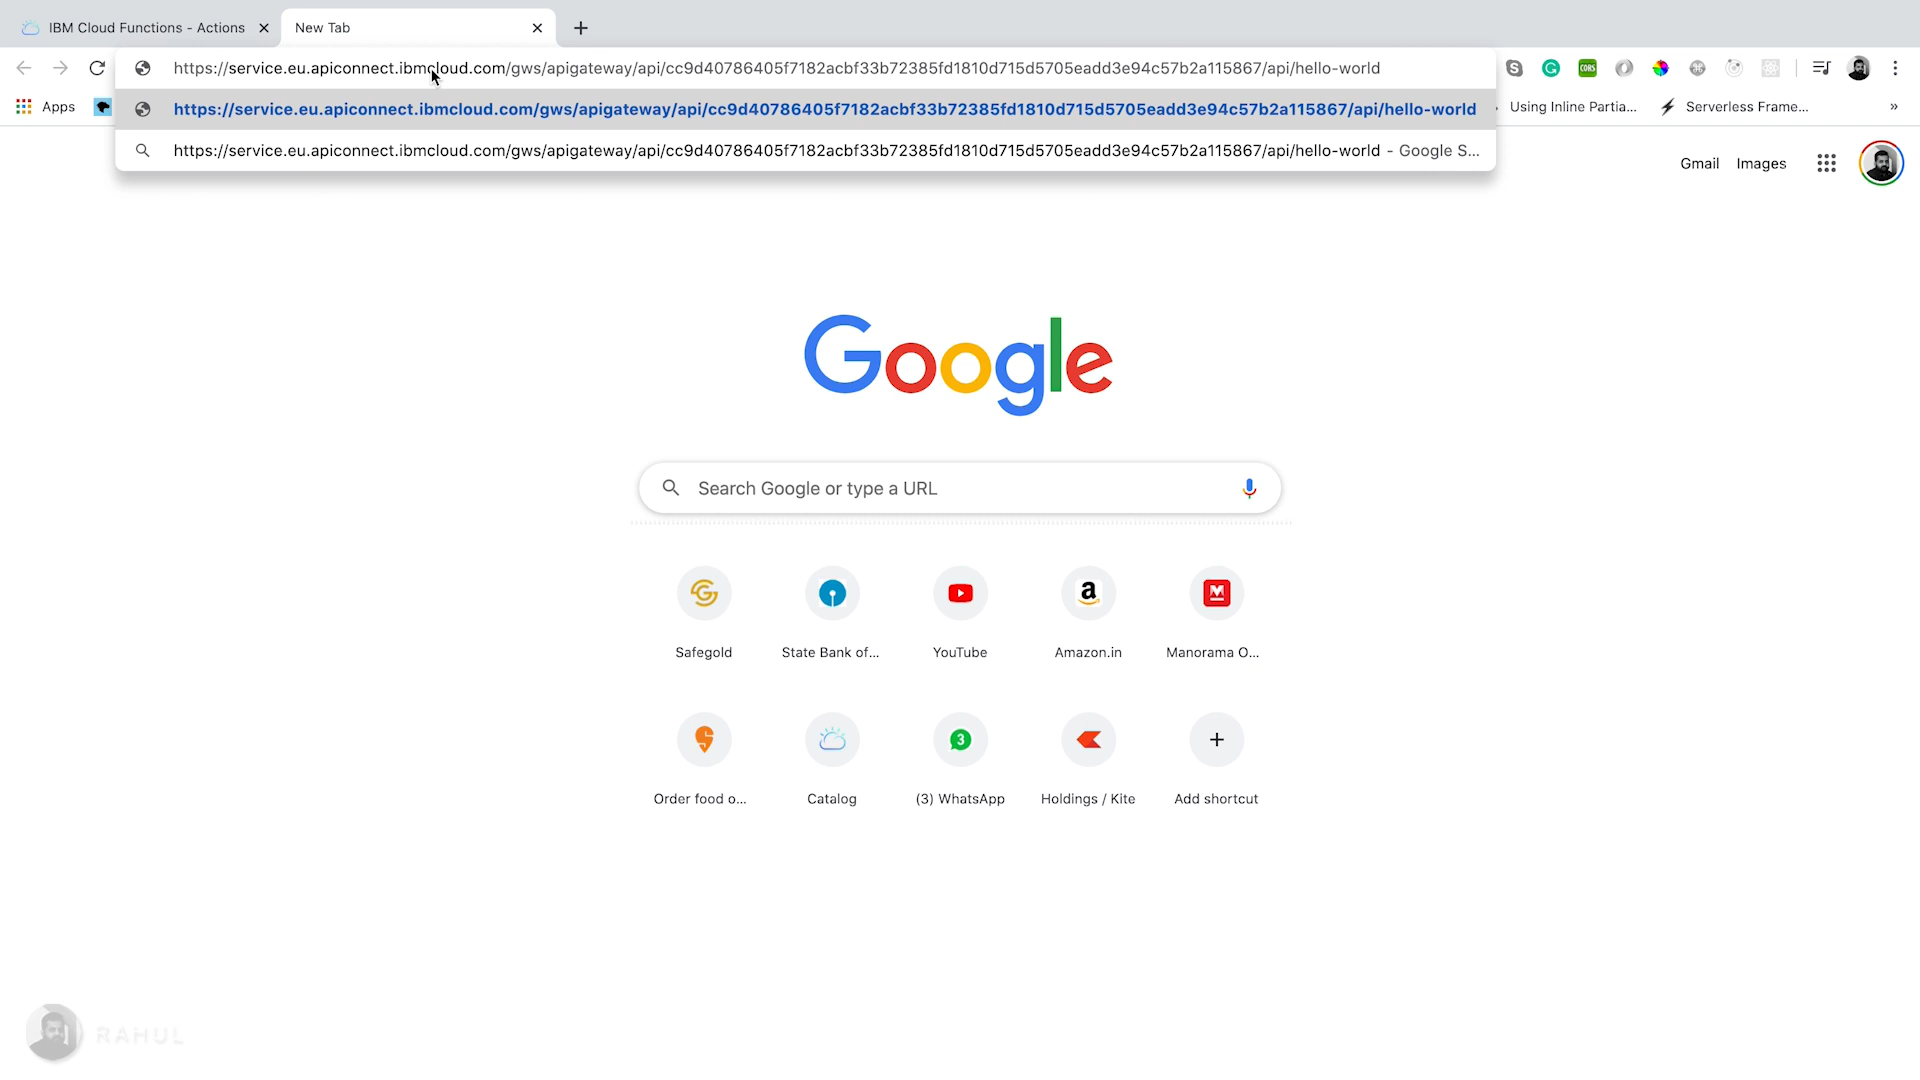 IBM Cloud Functions - Actions
New Tab
https://service.eu.apiconnect.ibmcloud.com/gws/apigateway/api/cc9d40786405f7182acbf33b72385fd1810d715d5705eadd3e94c57b2a115867/api/hello-world
CORS
Apps
https://service.eu.apiconnect.ibmcloud.com/gws/apigateway/api/cc9d40786405f7182acbf33b72385fd1810d715d5705eadd3e94c57b2a115867/api/hello-world
Using Inline Partia...
Serverless Frame...
»
https://service.eu.apiconnect.ibmcloud.com/gws/apigateway/api/cc9d40786405f7182acbf33b72385fd1810d715d5705eadd3e94c57b2a115867/api/hello-world - Google S...
Gmail Images
Google
Search Google or type a URL
Safegold State Bank of... YouTube Amazon.in Manorama O...
3
Order food o... Catalog (3) WhatsApp Holdings / Kite Add shortcut
RAHUL